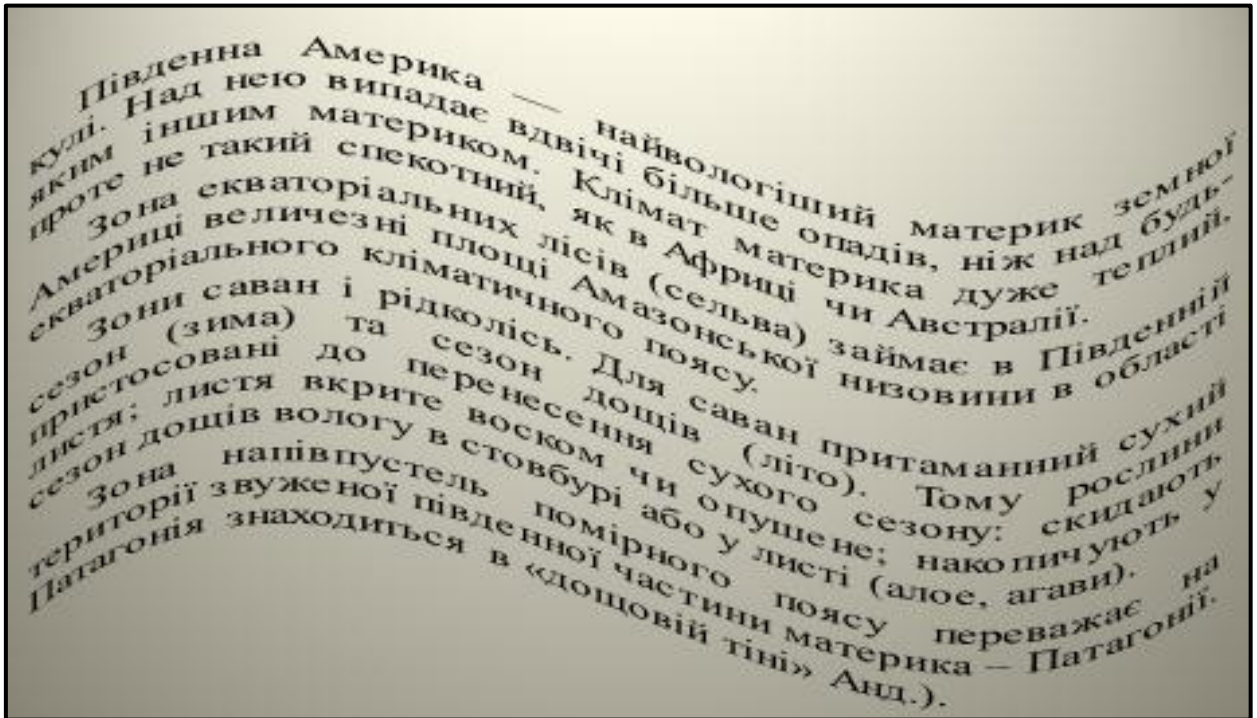 Південна Америка — найвологіший материк земної
кулі. Над нею випадає вдвічі більше опадів, ніж над будь-
яким іншим материком. Клімат материка дуже теплий,
проте не такий спекотний, як в Африці чи Австралії.
Зона екваторіальних лісів (сельва) займає в Південній
Америці величезні площі Амазонської низовини в області
екваторіального кліматичного поясу.
Зони саван і рідколісь. Для саван притаманний сухий
сезон (зима) та сезон дощів (літо). Тому рослини
пристосовані до перенесення сухого сезону: скидають
листя; листя вкрите воском чи опушене; накопичують у
сезон дощів вологу в стовбурі або у листі (алое, агави).
Зона напівпустель помірного поясу переважає на
території звуженої південної частини материка – Патагонії.
Патагонія знаходиться в «дощовій тіні» Анд.).